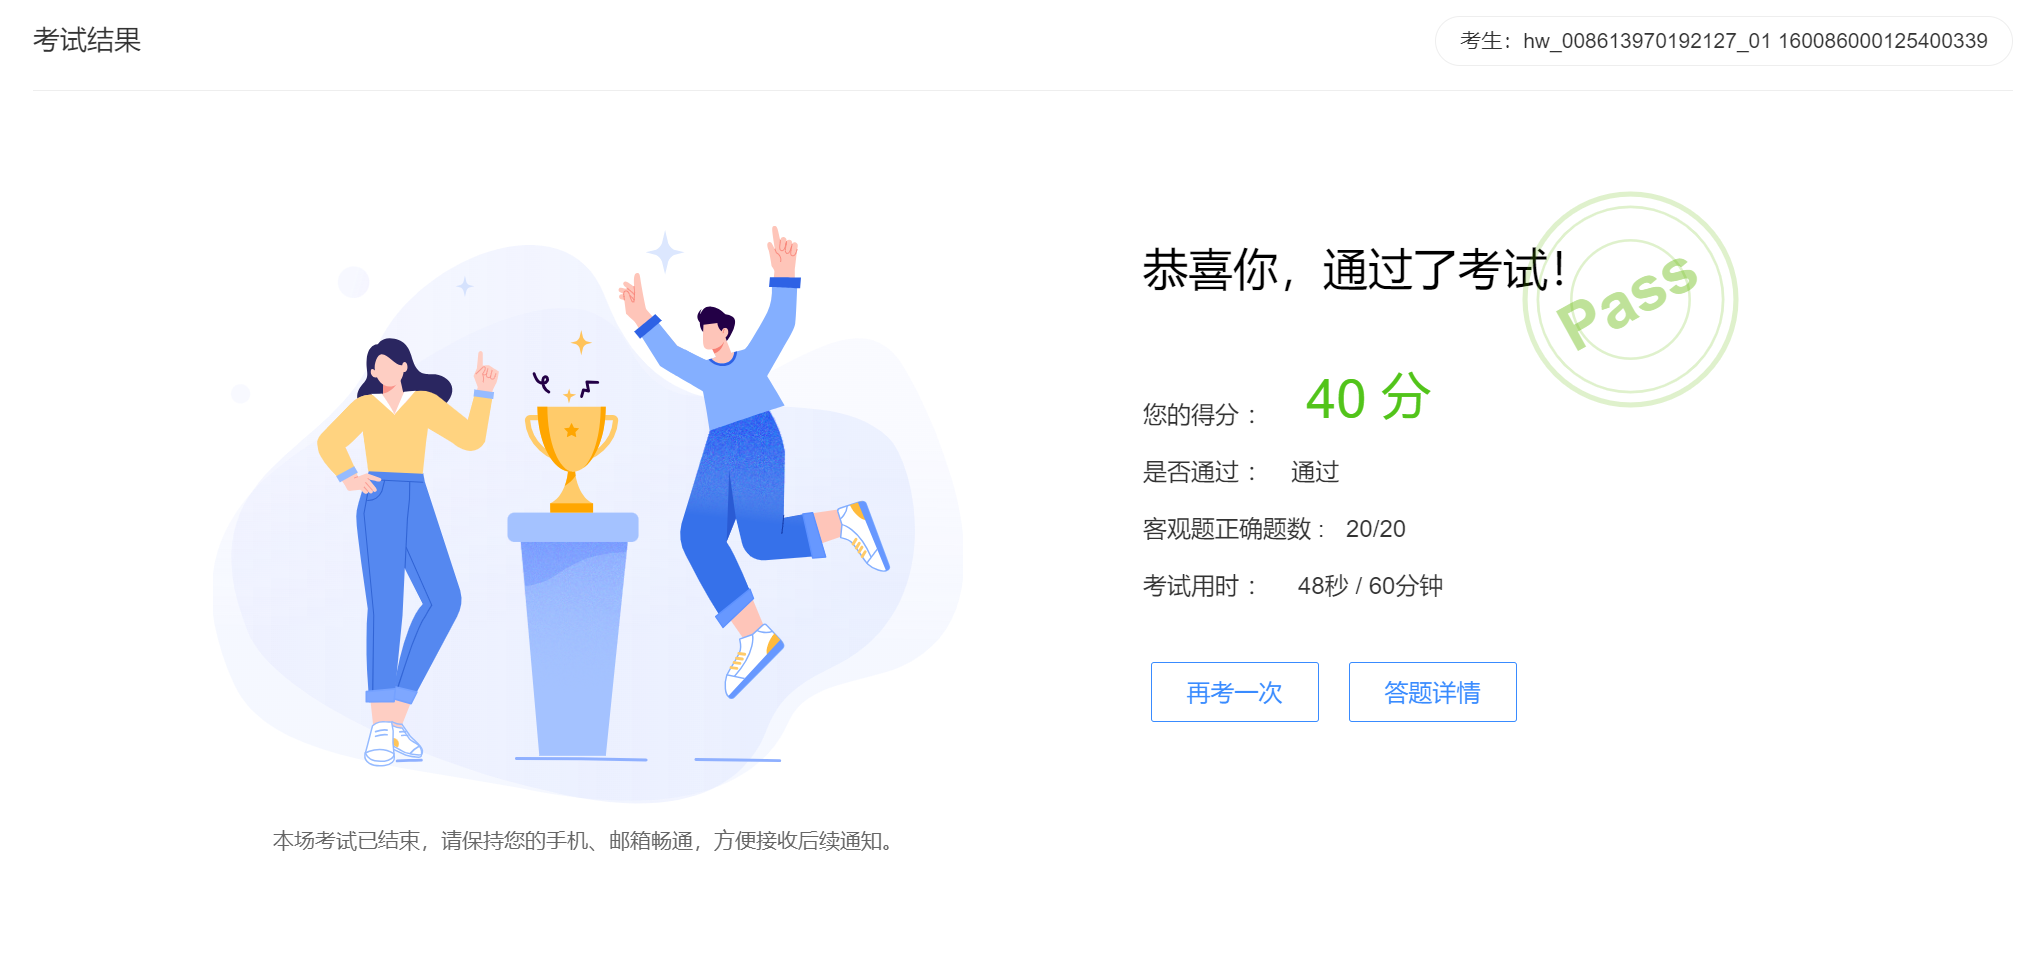 考试结果
考生：hw_008613970192127_01 160086000125400339
恭喜你，通过了考试！
Pass
您的得分： 40 分
是否通过： 通过
客观题正确题数： 20/20
考试用时： 48秒 / 60分钟
再考一次 答题详情
本场考试已结束，请保持您的手机、邮箱畅通，方便接收后续通知。